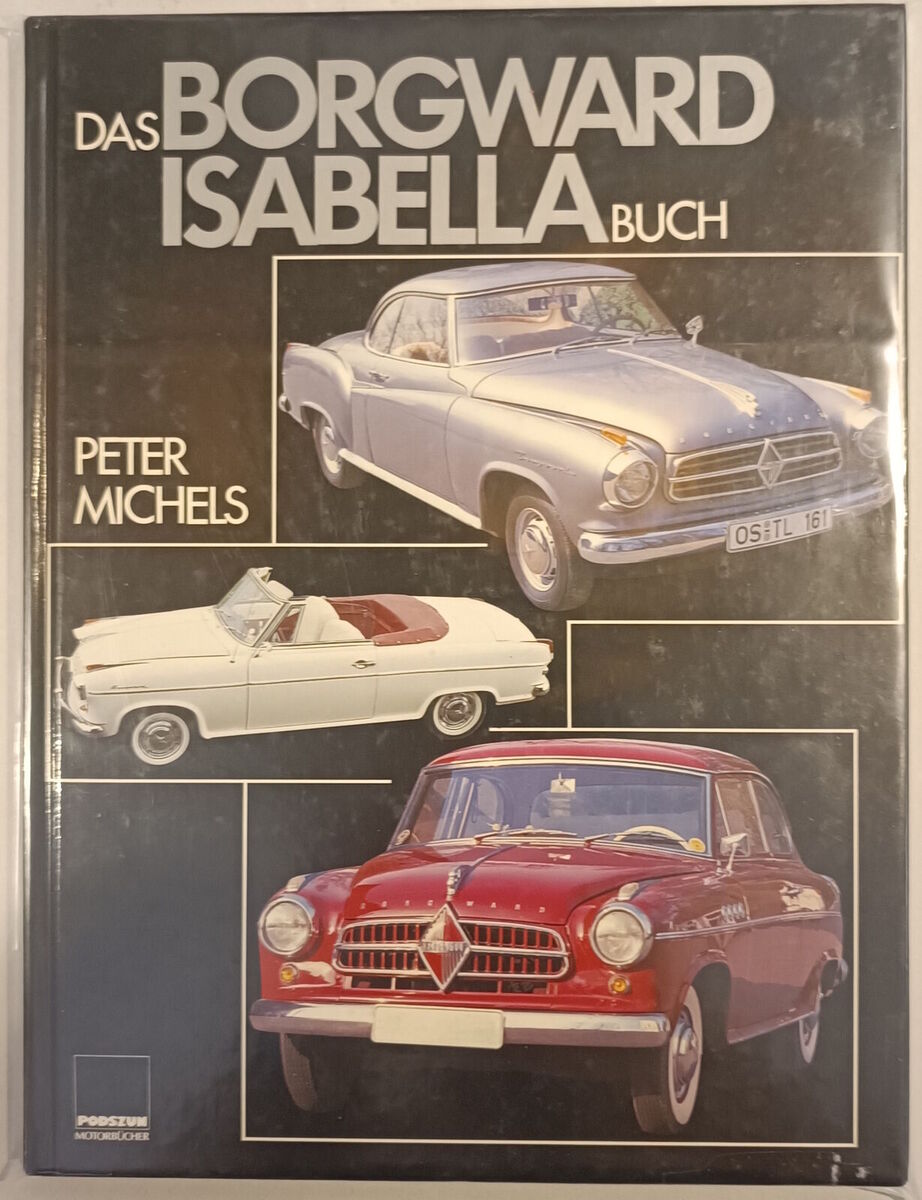 DAS BORGWARD
ISABELLA BUCH
PETER
MICHELS
OS TL 161
BORGWARD
PODSZUN
MOTORBÜCHER